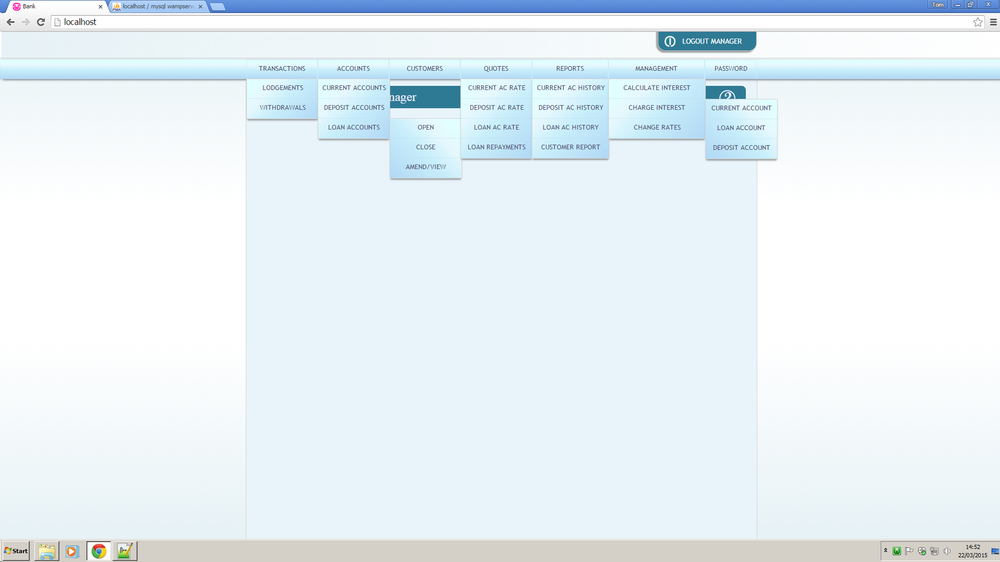 Bank
localhost / mysql wampserv
Tom
localhost
LOGOUT MANAGER
TRANSACTIONS ACCOUNTS CUSTOMERS QUOTES REPORTS MANAGEMENT PASSWORD
LODGEMENTS CURRENT ACCOUNTS CURRENT AC RATE CURRENT AC HISTORY CALCULATE INTEREST
nager
WITHDRAWALS DEPOSIT ACCOUNTS DEPOSIT AC RATE DEPOSIT AC HISTORY CHARGE INTEREST CURRENT ACCOUNT
LOAN ACCOUNTS OPEN LOAN AC RATE LOAN AC HISTORY CHANGE RATES LOAN ACCOUNT
CLOSE LOAN REPAYMENTS CUSTOMER REPORT DEPOSIT ACCOUNT
AMEND/VIEW
Start
14:52
22/03/2015